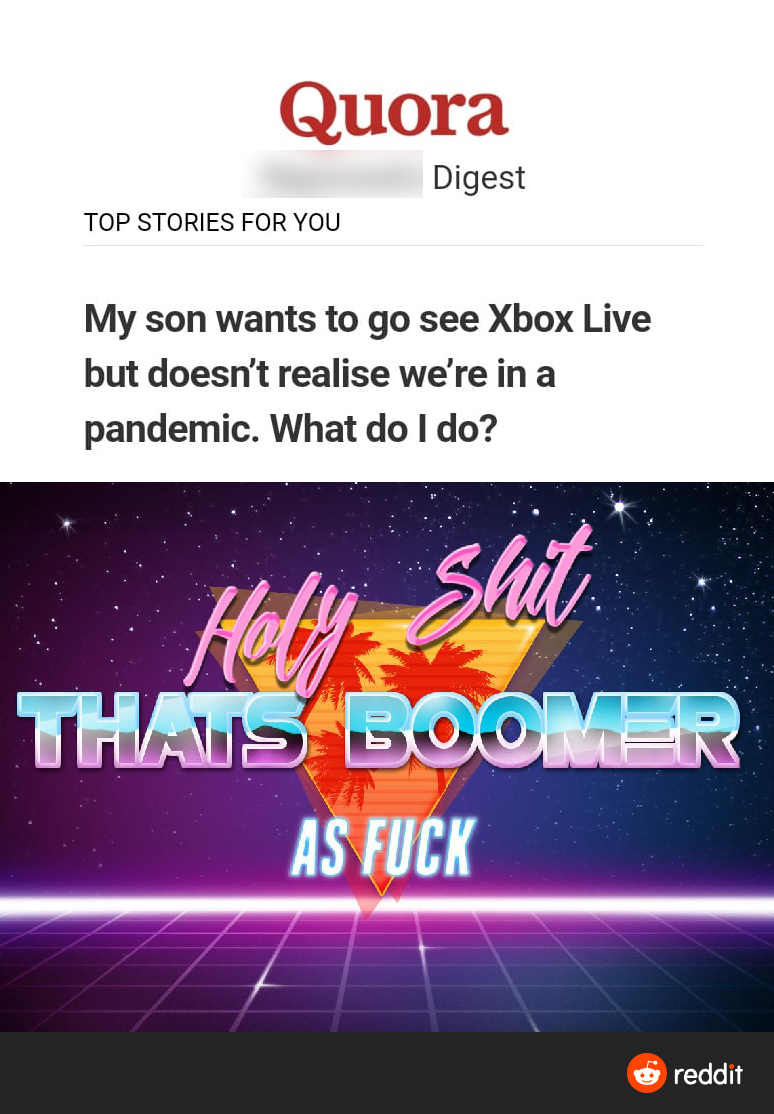 Quora
Digest
TOP STORIES FOR YOU
My son wants to go see Xbox Live
but doesn’t realise we’re in a
pandemic. What do I do?
Holy Shit
THATS BOOMER
AS FUCK
reddit